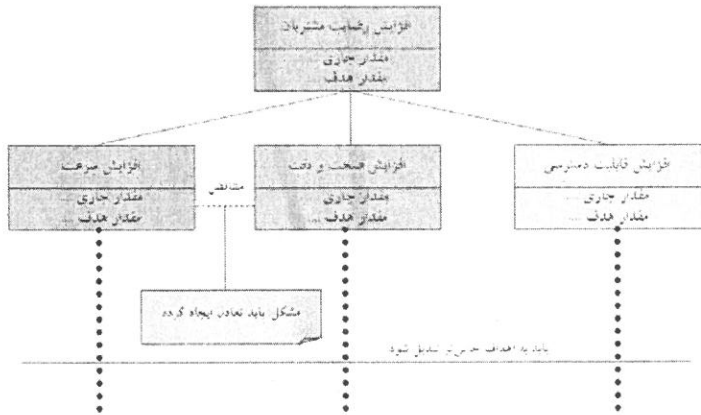 افزایش رضایت مشتریان
مقدار جاری ...
مقدار هدف ...
افزایش سرعت
مقدار جاری ...
مقدار هدف ...
متناقض
افزایش صحت و دقت
مقدار جاری ...
مقدار هدف ...
افزایش قابلیت دسترسی
مقدار جاری ...
مقدار هدف ...
مشکل: باید تعادل ایجاد گردد
باید به اهداف جزئی‌تر تبدیل شود